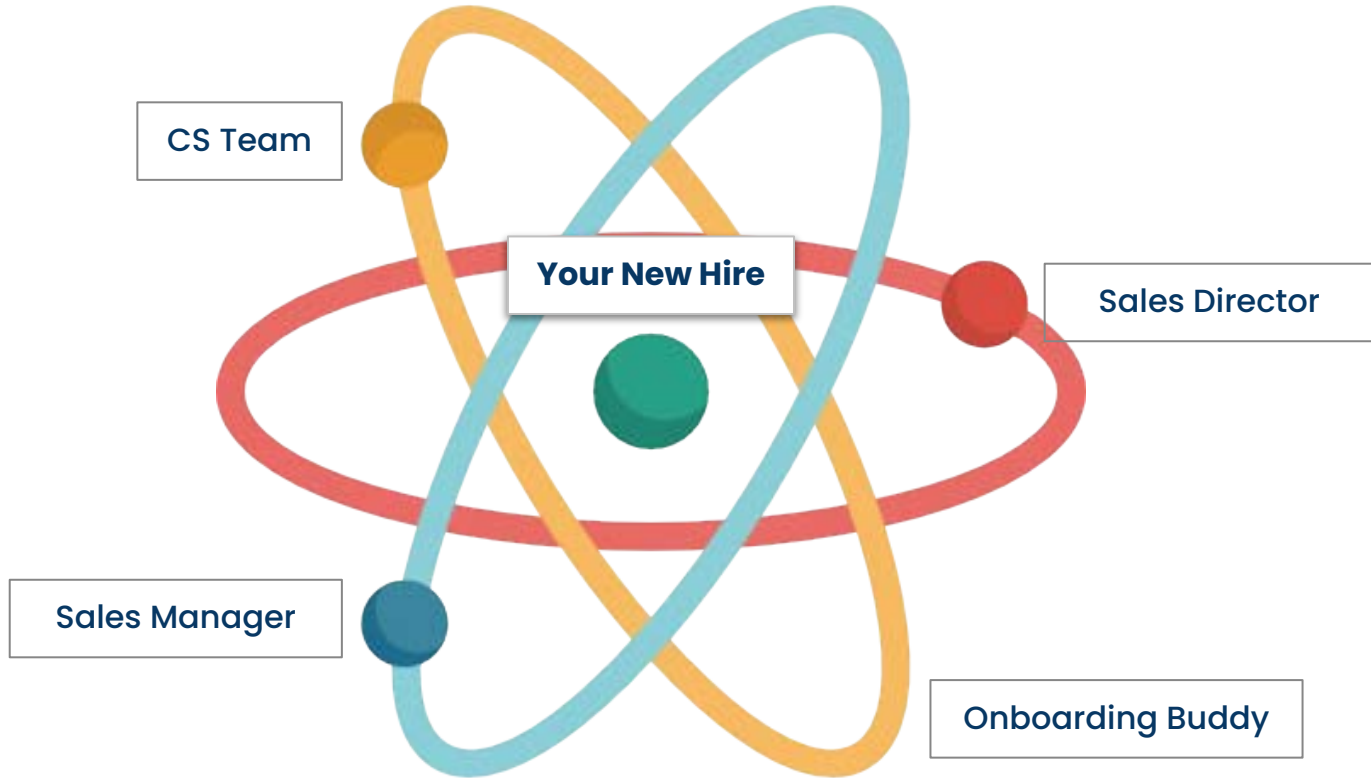 CS Team
Your New Hire
Sales Director
Sales Manager
Onboarding Buddy